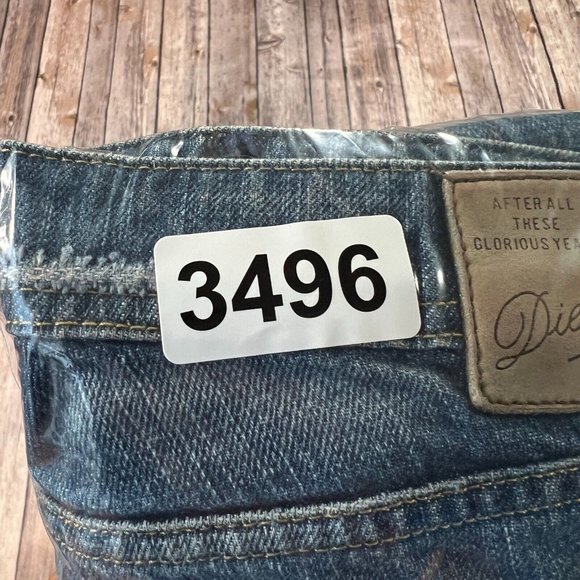 3496
AFTER ALL
THESE
GLORIOUS YEA
Die